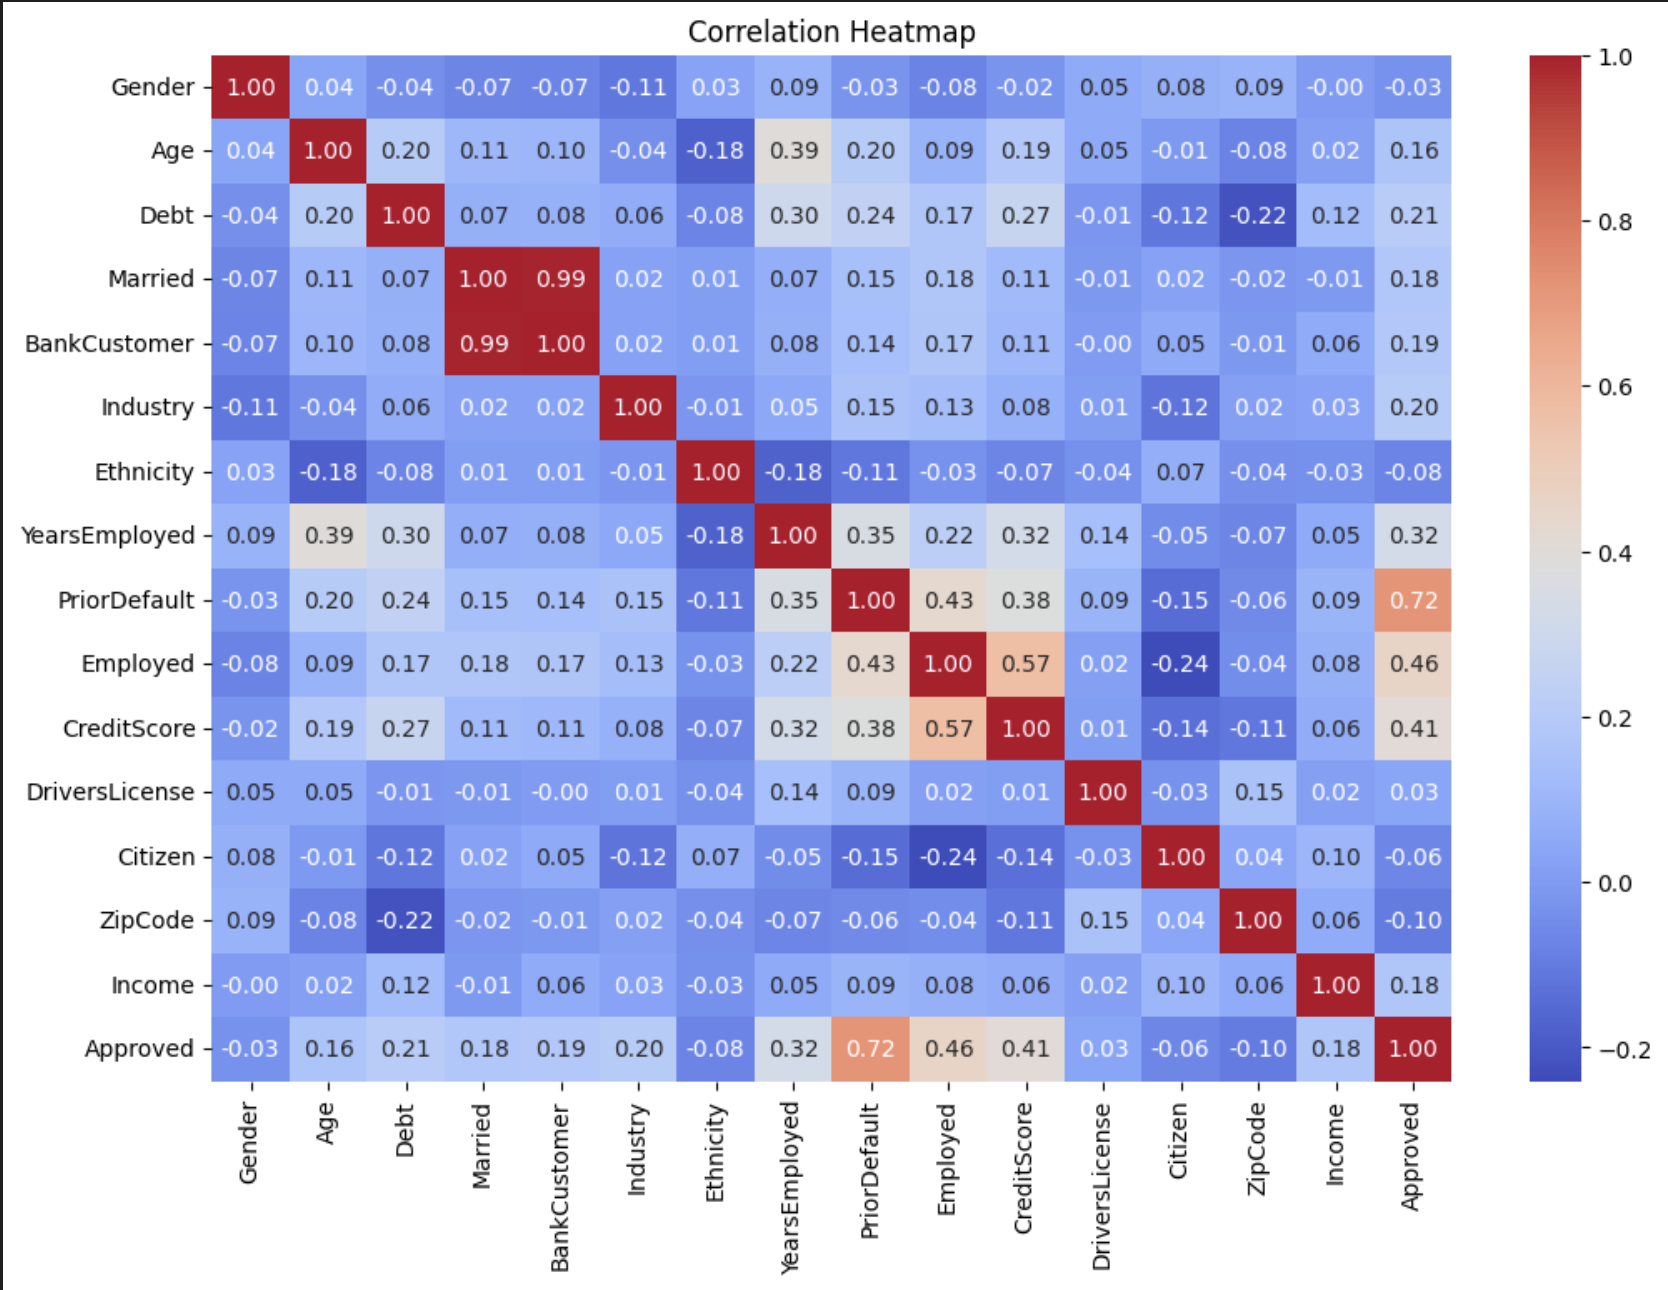 Correlation Heatmap
Gender 1.00 0.04 -0.04 -0.07 -0.07 -0.11 0.03 0.09 -0.03 -0.08 -0.02 0.05 0.08 0.09 -0.00 -0.03
Age 0.04 1.00 0.20 0.11 0.10 -0.04 -0.18 0.39 0.20 0.09 0.19 0.05 -0.01 -0.08 0.02 0.16
Debt -0.04 0.20 1.00 0.07 0.08 0.06 -0.08 0.30 0.24 0.17 0.27 -0.01 -0.12 -0.22 0.12 0.21
Married -0.07 0.11 0.07 1.00 0.99 0.02 0.01 0.07 0.15 0.18 0.11 -0.01 0.02 -0.02 -0.01 0.18
BankCustomer -0.07 0.10 0.08 0.99 1.00 0.02 0.01 0.08 0.14 0.17 0.11 -0.00 0.05 -0.01 0.06 0.19
Industry -0.11 -0.04 0.06 0.02 0.02 1.00 -0.01 0.05 0.15 0.13 0.08 0.01 -0.12 0.02 0.03 0.20
Ethnicity 0.03 -0.18 -0.08 0.01 0.01 -0.01 1.00 -0.18 -0.11 -0.03 -0.07 -0.04 0.07 -0.04 -0.03 -0.08
YearsEmployed 0.09 0.39 0.30 0.07 0.08 0.05 -0.18 1.00 0.35 0.22 0.32 0.14 -0.05 -0.07 0.05 0.32
PriorDefault -0.03 0.20 0.24 0.15 0.14 0.15 -0.11 0.35 1.00 0.43 0.38 0.09 -0.15 -0.06 0.09 0.72
Employed -0.08 0.09 0.17 0.18 0.17 0.13 -0.03 0.22 0.43 1.00 0.57 0.02 -0.24 -0.04 0.08 0.46
CreditScore -0.02 0.19 0.27 0.11 0.11 0.08 -0.07 0.32 0.38 0.57 1.00 0.01 -0.14 -0.11 0.06 0.41
DriversLicense 0.05 0.05 -0.01 -0.01 -0.00 0.01 -0.04 0.14 0.09 0.02 0.01 1.00 -0.03 0.15 0.02 0.03
Citizen 0.08 -0.01 -0.12 0.02 0.05 -0.12 0.07 -0.05 -0.15 -0.24 -0.14 -0.03 1.00 0.04 0.10 -0.06
ZipCode 0.09 -0.08 -0.22 -0.02 -0.01 0.02 -0.04 -0.07 -0.06 -0.04 -0.11 0.15 0.04 1.00 0.06 -0.10
Income -0.00 0.02 0.12 -0.01 0.06 0.03 -0.03 0.05 0.09 0.08 0.06 0.02 0.10 0.06 1.00 0.18
Approved -0.03 0.16 0.21 0.18 0.19 0.20 -0.08 0.32 0.72 0.46 0.41 0.03 -0.06 -0.10 0.18 1.00
Gender
Age
Debt
Married
BankCustomer
Industry
Ethnicity
YearsEmployed
PriorDefault
Employed
CreditScore
DriversLicense
Citizen
ZipCode
Income
Approved
1.0
0.8
0.6
0.4
0.2
0.0
−0.2